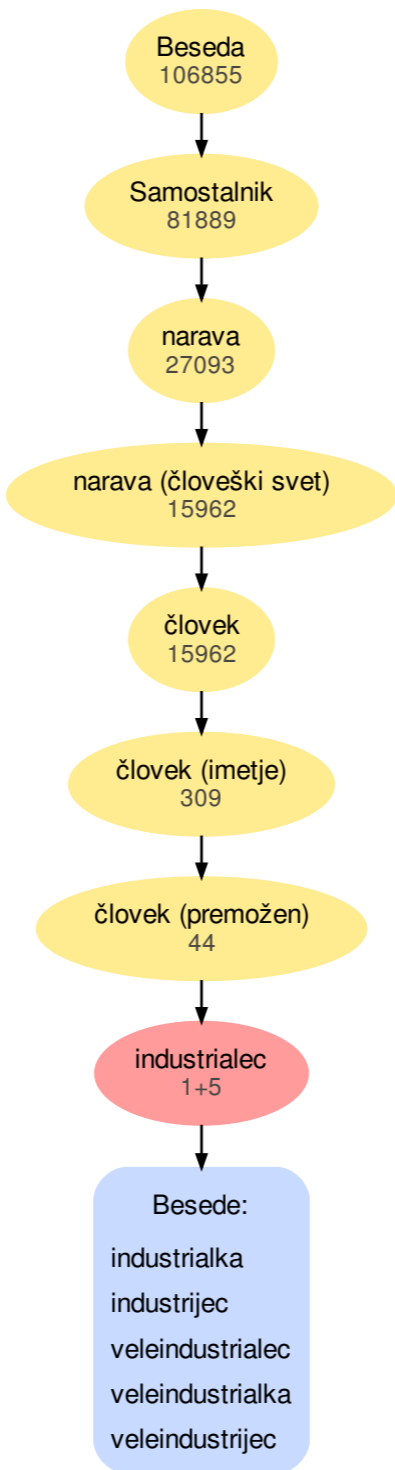 Beseda
106855
Samostalnik
81889
narava
27093
narava (človeški svet)
15962
človek
15962
človek (imetje)
309
človek (premožen)
44
industrialec
1+5
Besede:
industrialka
industrijec
veleindustrialec
veleindustrialka
veleindustrijec